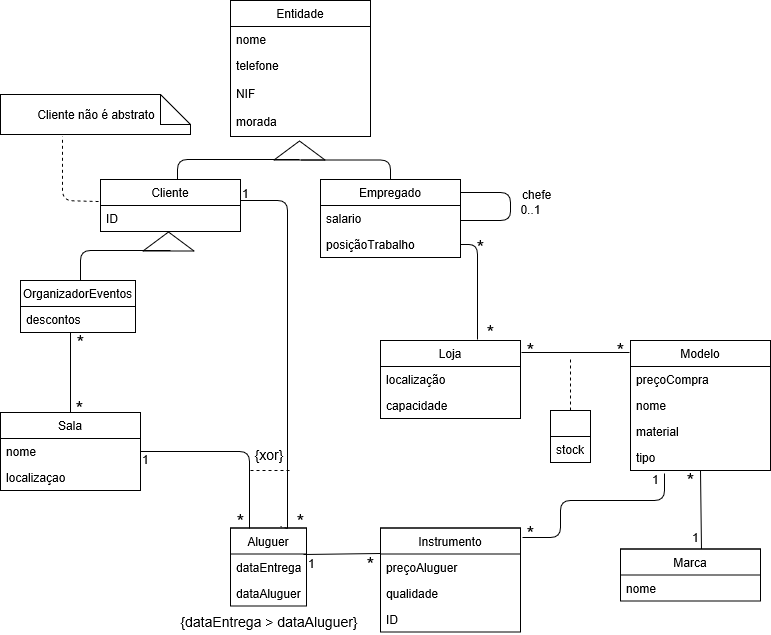 Entidade
nome
telefone
NIF
morada
Cliente não é abstrato
Cliente
ID
1
Empregado
salario
posiçãoTrabalho
chefe
0..1
*
*
OrganizadorEventos
descontos
*
*
Loja
localização
capacidade
*
*
stock
Modelo
preçoCompra
nome
material
tipo
1
*
Sala
nome
localizaçao
1
{xor}
*
*
Aluguer
dataEntrega
dataAluguer
1
*
{dataEntrega > dataAluguer}
Instrumento
preçoAluguer
qualidade
ID
*
1
Marca
nome